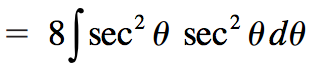 = 8∫ sec² θ sec² θ dθ